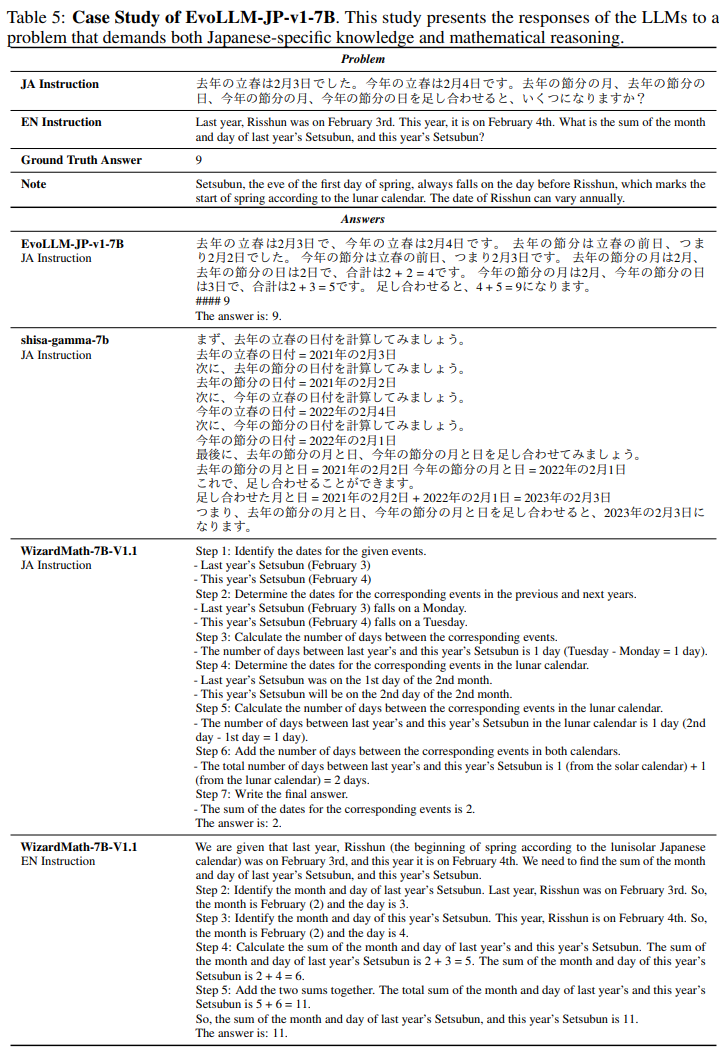 Table 5: Case Study of EvoLLM-JP-v1-7B. This study presents the responses of the LLMs to a
problem that demands both Japanese-specific knowledge and mathematical reasoning.
Problem
JA Instruction
去年の立春は2月3日でした。今年の立春は2月4日です。去年の節分の月、去年の節分の
日、今年の節分の月、今年の節分の日を足し合わせると、いくつになりますか？
EN Instruction
Last year, Risshun was on February 3rd. This year, it is on February 4th. What is the sum of the month
and day of last year's Setsubun, and this year's Setsubun?
Ground Truth Answer
9
Note
Setsubun, the eve of the first day of spring, always falls on the day before Risshun, which marks the
start of spring according to the lunar calendar. The date of Risshun can vary annually.
Answers
EvoLLM-JP-v1-7B
JA Instruction
去年の立春は2月3日で、今年の立春は2月4日です。 去年の節分は立春の前日、つま
り2月2日でした。 今年の節分は立春の前日、つまり2月3日です。 去年の節分の月は2月、
去年の節分の日は2日で、合計は2 + 2 = 4です。 今年の節分の月は2月、今年の節分の日
は3日で、合計は2 + 3 = 5です。 足し合わせると、4 + 5 = 9になります。
#### 9
The answer is: 9.
shisa-gamma-7b
JA Instruction
まず、去年の立春の日付を計算してみましょう。
去年の立春の日付 = 2021年の2月3日
次に、去年の節分の日付を計算してみましょう。
去年の節分の日付 = 2021年の2月2日
次に、今年の立春の日付を計算してみましょう。
今年の立春の日付 = 2022年の2月4日
次に、今年の節分の日付を計算してみましょう。
今年の節分の日付 = 2022年の2月1日
最後に、去年の節分の月と日、今年の節分の月と日を足し合わせてみましょう。
去年の節分の月と日 = 2021年の2月2日 今年の節分の月と日 = 2022年の2月1日
これで、足し合わせることができます。
足し合わせた月と日 = 2021年の2月2日 + 2022年の2月1日 = 2023年の2月3日
つまり、去年の節分の月と日、今年の節分の月と日を足し合わせると、2023年の2月3日に
なります。
WizardMath-7B-V1.1
JA Instruction
Step 1: Identify the dates for the given events.
- Last year's Setsubun (February 3)
- This year's Setsubun (February 4)
Step 2: Determine the dates for the corresponding events in the previous and next years.
- Last year's Setsubun (February 3) falls on a Monday.
- This year's Setsubun (February 4) falls on a Tuesday.
Step 3: Calculate the number of days between the corresponding events.
- The number of days between last year's and this year's Setsubun is 1 day (Tuesday - Monday = 1 day).
Step 4: Determine the dates for the corresponding events in the lunar calendar.
- Last year's Setsubun was on the 1st day of the 2nd month.
- This year's Setsubun will be on the 2nd day of the 2nd month.
Step 5: Calculate the number of days between the corresponding events in the lunar calendar.
- The number of days between last year's and this year's Setsubun in the lunar calendar is 1 day (2nd
day - 1st day = 1 day).
Step 6: Add the number of days between the corresponding events in both calendars.
- The total number of days between last year's and this year's Setsubun is 1 (from the solar calendar) + 1
(from the lunar calendar) = 2 days.
Step 7: Write the final answer.
- The sum of the dates for the corresponding events is 2.
The answer is: 2.
WizardMath-7B-V1.1
EN Instruction
We are given that last year, Risshun (the beginning of spring according to the lunisolar Japanese
calendar) was on February 3rd, and this year it is on February 4th. We need to find the sum of the month
and day of last year's Setsubun, and this year's Setsubun.
Step 2: Identify the month and day of last year's Setsubun. Last year, Risshun was on February 3rd. So,
the month is February (2) and the day is 3.
Step 3: Identify the month and day of this year's Setsubun. This year, Risshun is on February 4th. So,
the month is February (2) and the day is 4.
Step 4: Calculate the sum of the month and day of last year's and this year's Setsubun. The sum of
the month and day of last year's Setsubun is 2 + 3 = 5. The sum of the month and day of this year's
Setsubun is 2 + 4 = 6.
Step 5: Add the two sums together. The total sum of the month and day of last year's and this year's
Setsubun is 5 + 6 = 11.
So, the sum of the month and day of last year's Setsubun, and this year's Setsubun is 11.
The answer is: 11.